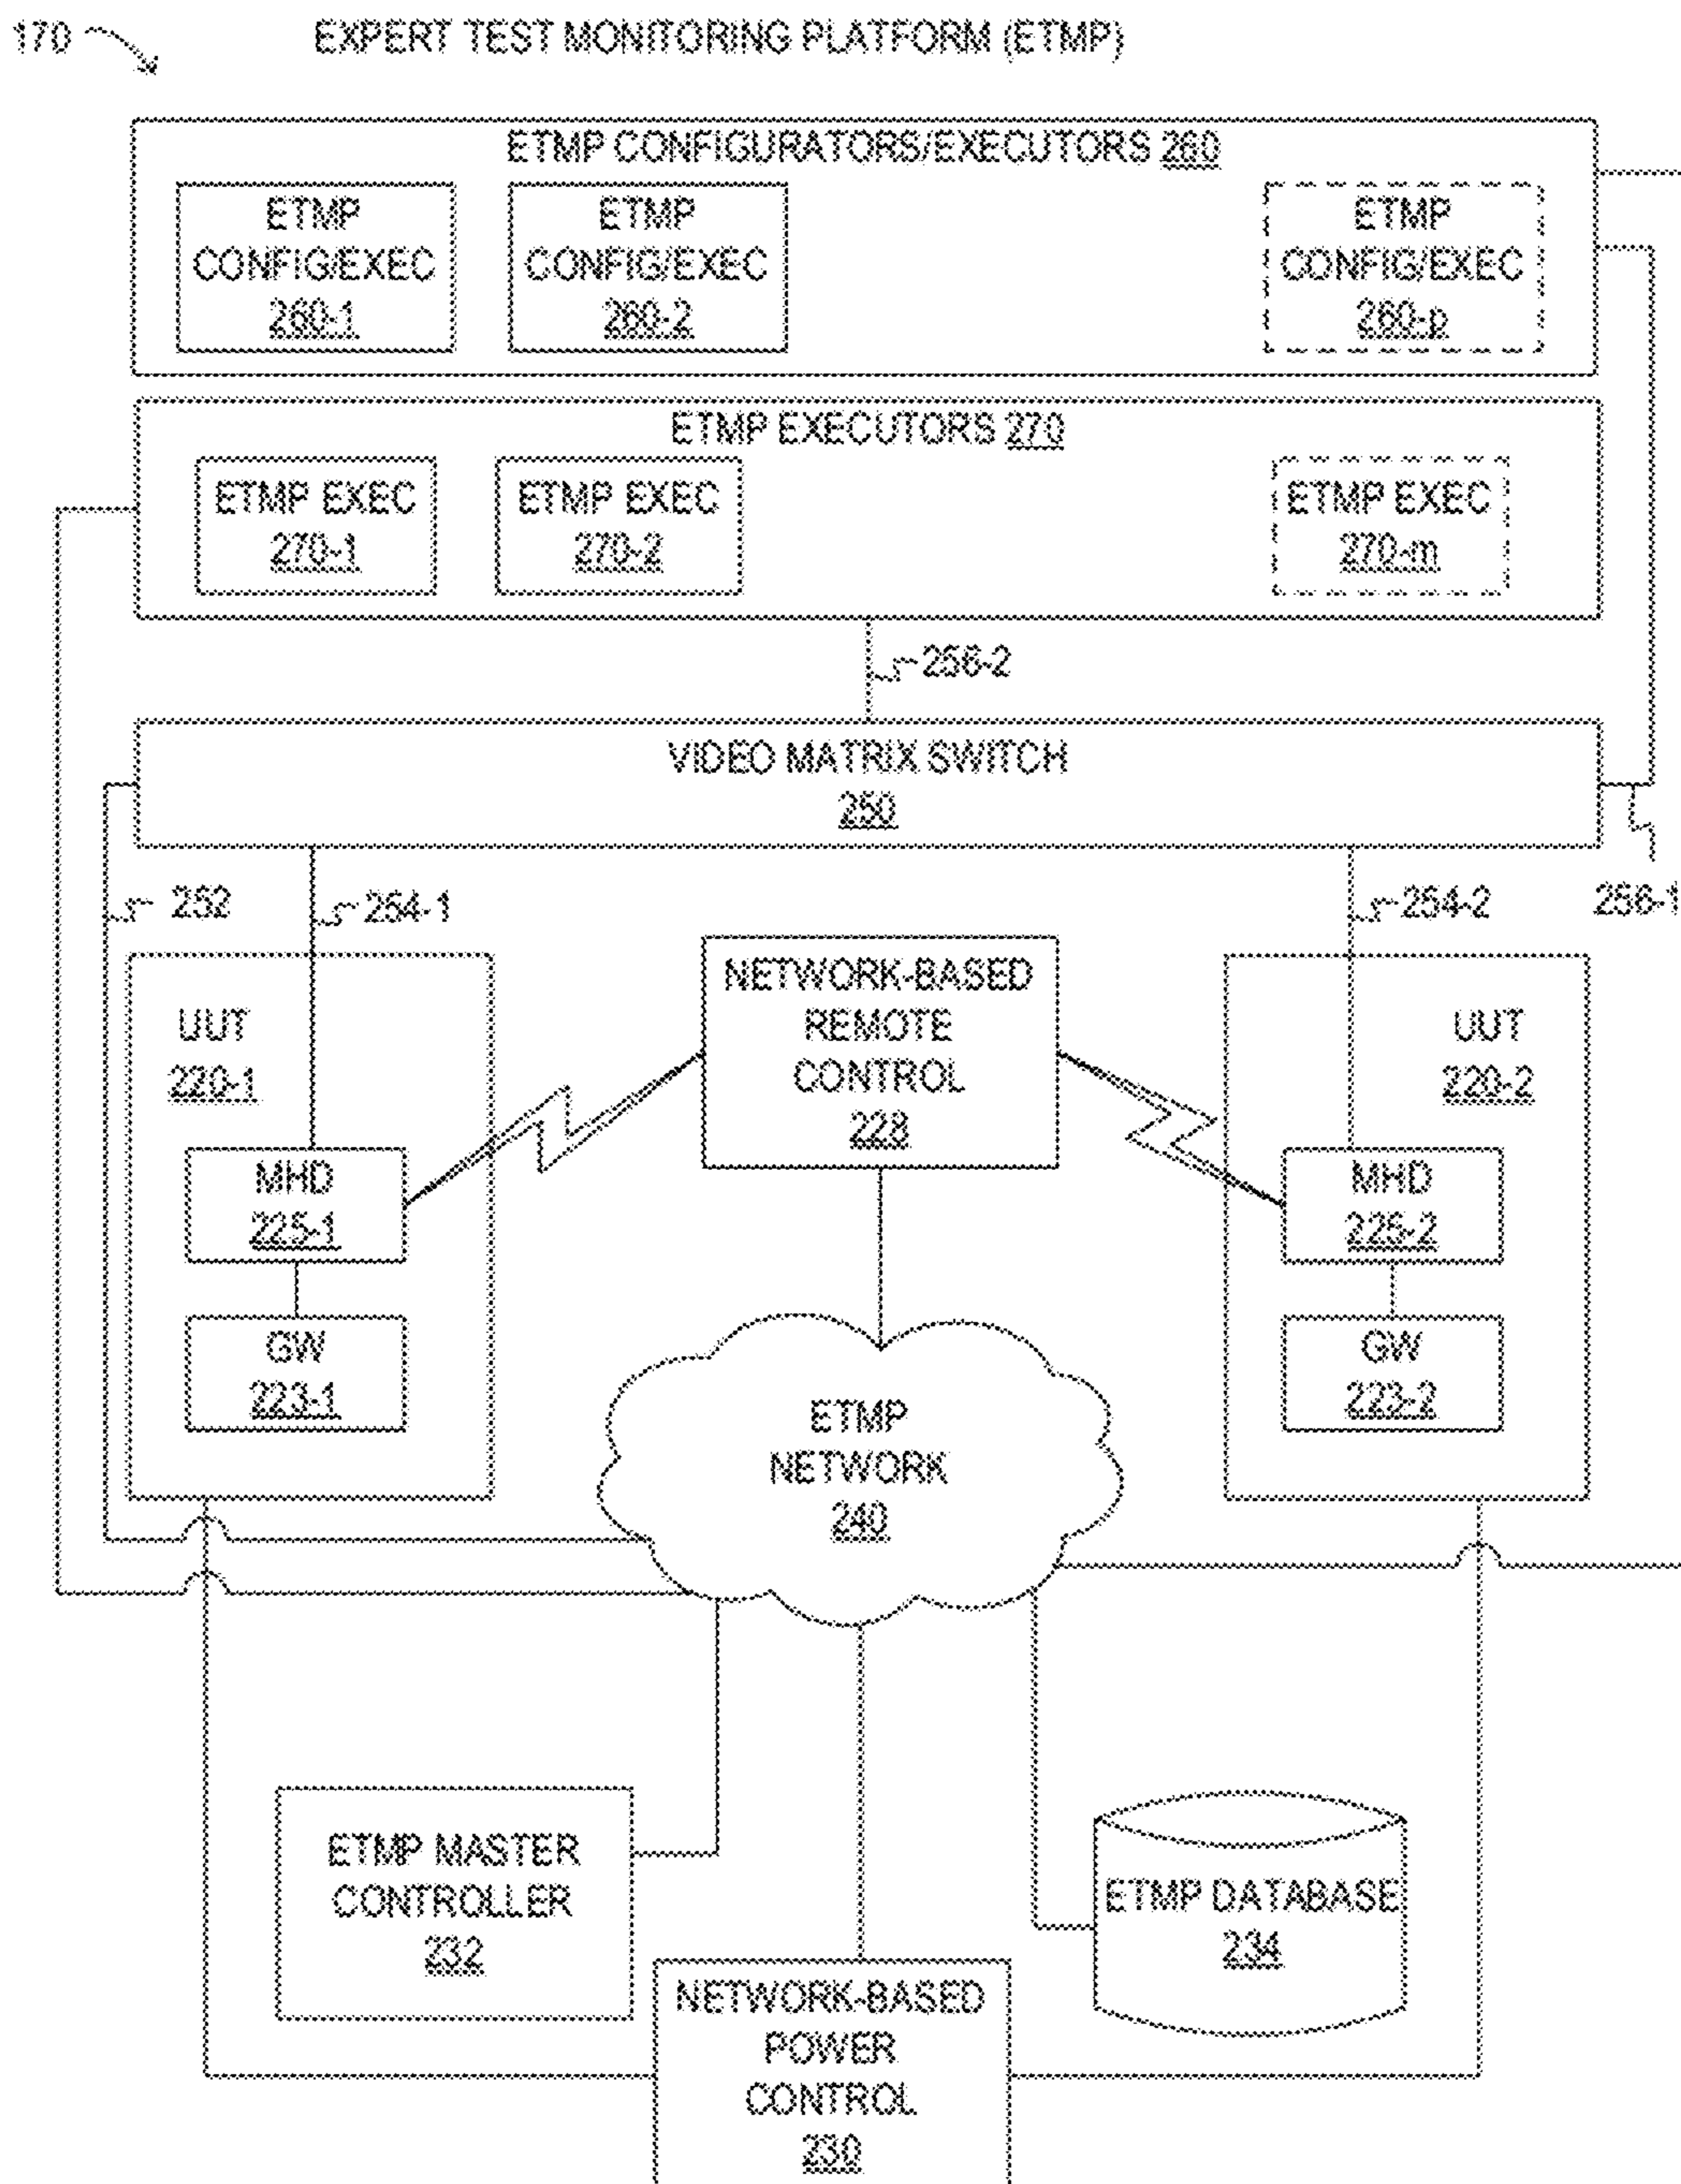 170
EXPERT TEST MONITORING PLATFORM (ETMP)
ETMP CONFIGURATORS/EXECUTORS 260
ETMP
CONFIG/EXEC
260-1
ETMP
CONFIG/EXEC
260-2
ETMP
CONFIG/EXEC
260-p
ETMP EXECUTORS 270
ETMP EXEC
270-1
ETMP EXEC
270-2
ETMP EXEC
270-m
256-2
VIDEO MATRIX SWITCH
250
252
254-1
254-2
256-1
UUT
220-1
NETWORK-BASED
REMOTE
CONTROL
228
UUT
220-2
MHD
225-1
MHD
225-2
GW
223-1
GW
223-2
ETMP
NETWORK
240
ETMP MASTER
CONTROLLER
232
ETMP DATABASE
234
NETWORK-BASED
POWER
CONTROL
230